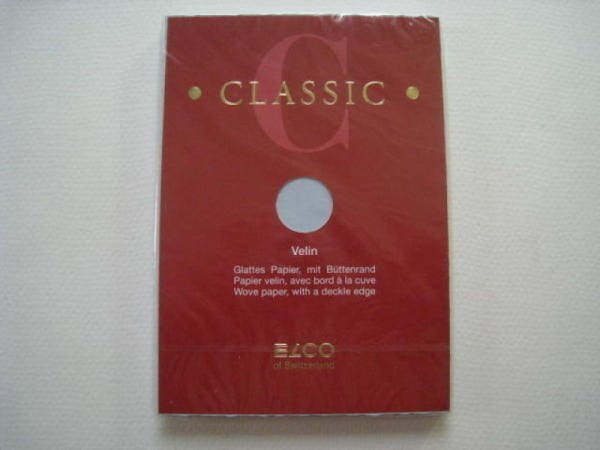 C
• CLASSIC •
Velin
Glattes Papier, mit Büttenrand
Papier velin, avec bord à la cuve
Wove paper, with a deckle edge
ELCO
of Switzerland